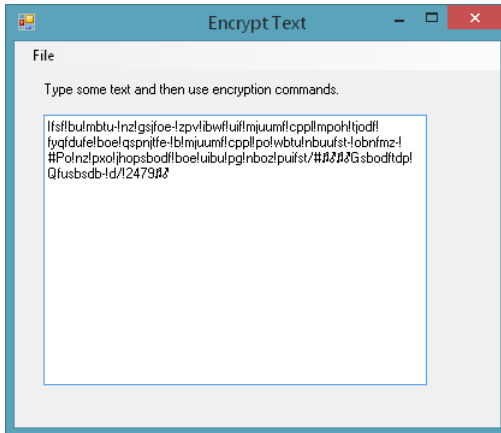 Encrypt Text
File
Type some text and then use encryption commands.
Ifsf!bu!mbtu-!nz!gsjfoe-!zpv!ibwf!uif!mjuumf!cppl!mpoh!tjodf!
fyqfdufe!boe!qspnjtfe-!b!mjuumf!cppl!po!wbtu!nbuufst-!obnfmz-!
#Po!nz!pxo!jhopsbodf!boe!uibu!pg!nboz!puifst/#♫♂♫♂Gsbodftdp!
Qfusbsdb-!d/!2479♫♂